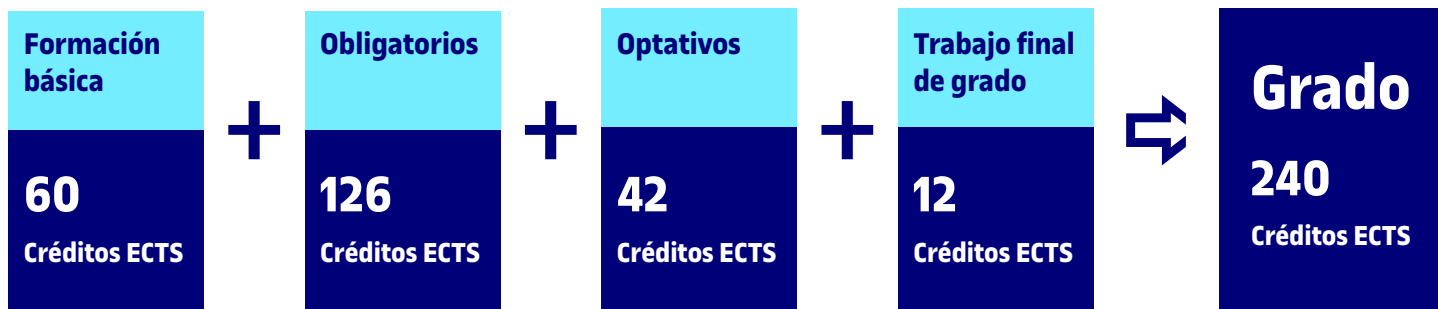 Formación
básica
60
Créditos ECTS
+
Obligatorios
126
Créditos ECTS
+
Optativos
42
Créditos ECTS
+
Trabajo final
de grado
12
Créditos ECTS
Grado
240
Créditos ECTS